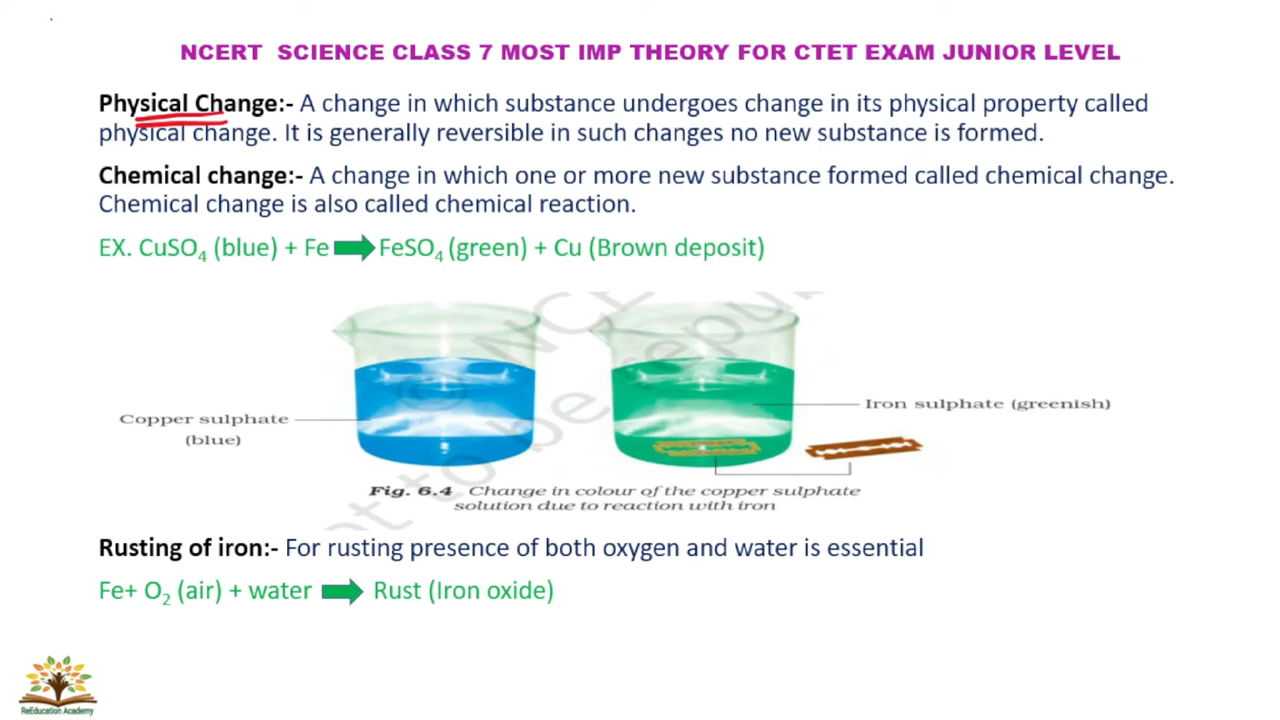 NCERT SCIENCE CLASS 7 MOST IMP THEORY FOR CTET EXAM JUNIOR LEVEL
Physical Change:- A change in which substance undergoes change in its physical property called
physical change. It is generally reversible in such changes no new substance is formed.
Chemical change:- A change in which one or more new substance formed called chemical change.
Chemical change is also called chemical reaction.
EX. CuSO₄ (blue) + Fe ➡ FeSO₄ (green) + Cu (Brown deposit)
Copper sulphate
(blue)
Iron sulphate (greenish)
Fig. 6.4 Change in colour of the copper sulphate
solution due to reaction with iron
Rusting of iron:- For rusting presence of both oxygen and water is essential
Fe+ O₂ (air) + water ➡ Rust (Iron oxide)
ReEducation Academy